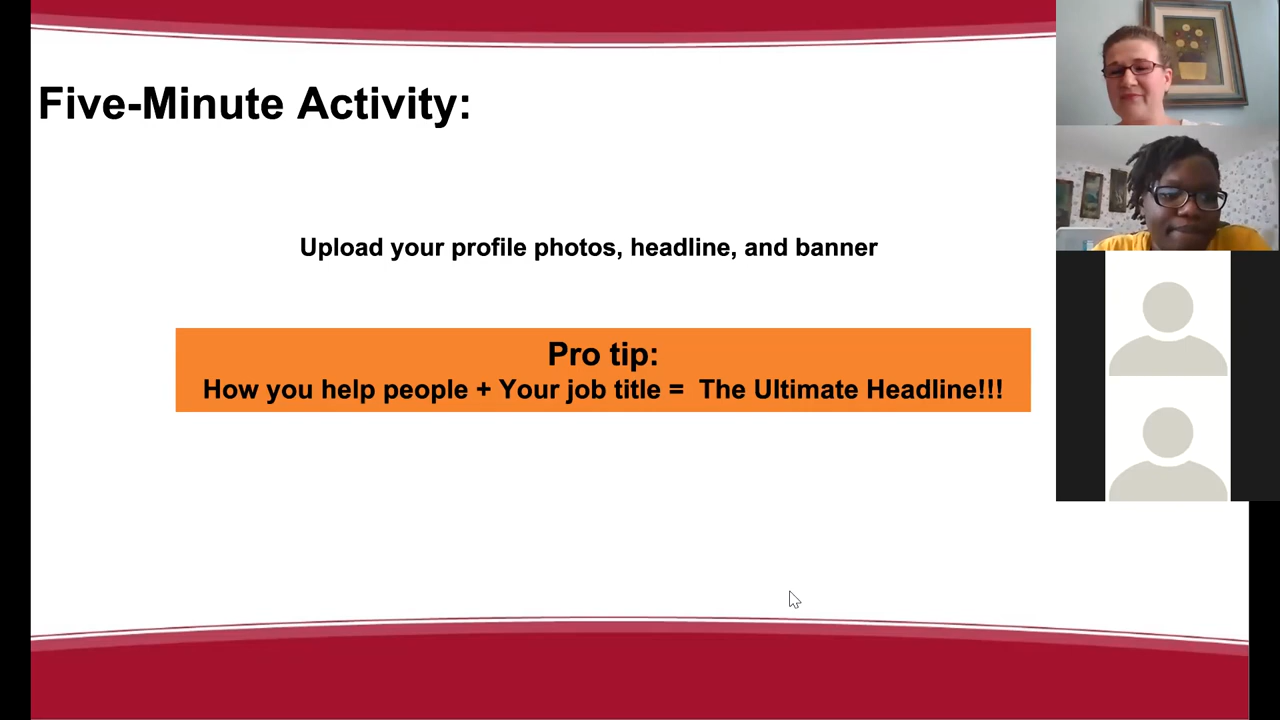 Five-Minute Activity:
Upload your profile photos, headline, and banner
Pro tip:
How you help people + Your job title = The Ultimate Headline!!!